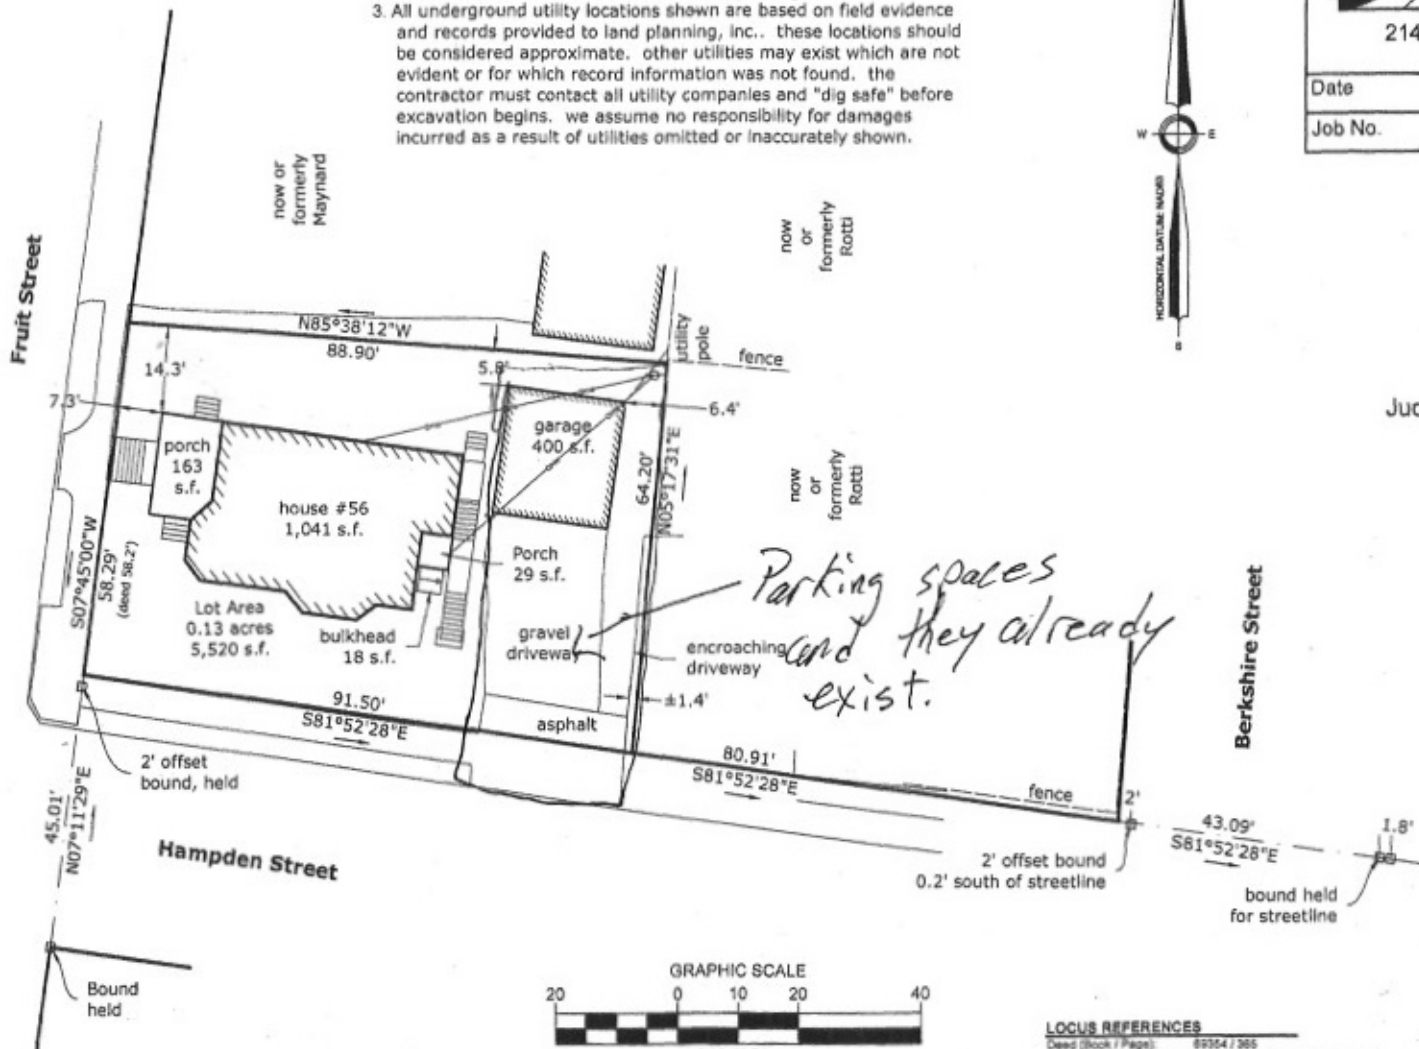 3. All underground utility locations shown are based on field evidence
and records provided to land planning, inc.. these locations should
be considered approximate. other utilities may exist which are not
evident or for which record information was not found. the
contractor must contact all utility companies and "dig safe" before
excavation begins. we assume no responsibility for damages
incurred as a result of utilities omitted or inaccurately shown.
214
Date
Job No.
W
E
S
HORIZONTAL DATUM: NAD83
now or
formerly
Maynard
now
or
formerly
Rotti
Fruit Street
N85°38'12"W
88.90'
utility
pole
fence
14.3'
5.8'
7.3'
6.4'
Juc
garage
400 s.f.
porch
163
s.f.
house #56
1,041 s.f.
64.20'
N05°17'31"E
now
or
formerly
Rotti
S07°45'00"W
58.29'
(deed 58.2')
Porch
29 s.f.
Parking spaces
and they already
exist.
Lot Area
0.13 acres
5,520 s.f.
bulkhead
18 s.f.
gravel
driveway
encroaching
driveway
±1.4'
Berkshire Street
91.50'
S81°52'28"E
asphalt
80.91'
S81°52'28"E
fence
2'
2' offset
bound, held
45.01'
N07°11'29"E
43.09'
S81°52'28"E
1.8'
Hampden Street
2' offset bound
0.2' south of streetline
bound held
for streetline
Bound
held
GRAPHIC SCALE
20
0
10
20
40
LOCUS REFERENCES
Deed (Book / Page): 69354 / 365